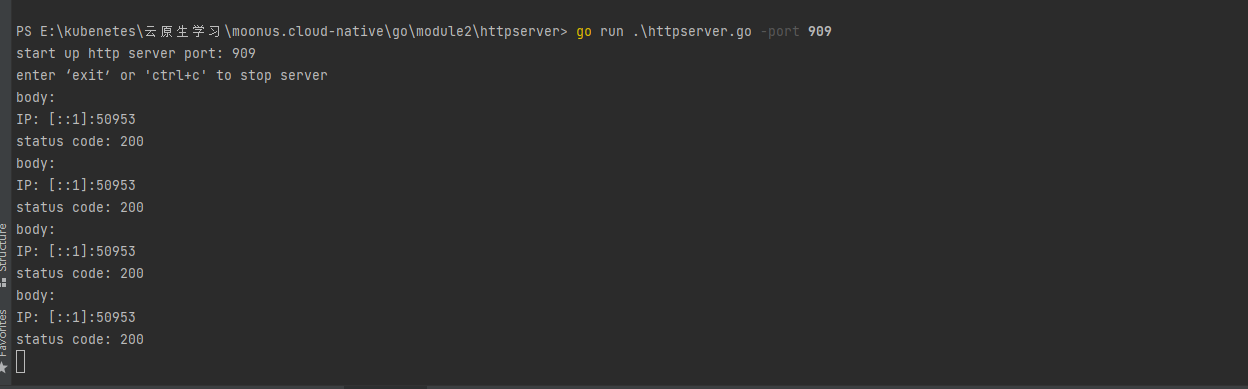 PS E:\kubenetes\云原生学习\moonus.cloud-native\go\module2\httpserver> go run .\httpserver.go -port 909
start up http server port: 909
enter ‘exit’ or 'ctrl+c' to stop server
body:
IP: [::1]:50953
status code: 200
body:
IP: [::1]:50953
status code: 200
body:
IP: [::1]:50953
status code: 200
body:
IP: [::1]:50953
status code: 200
Structure
Favorites